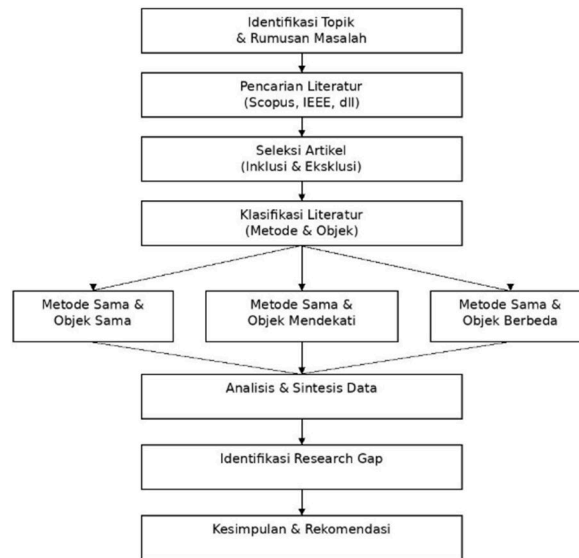 Identifikasi Topik
& Rumusan Masalah
Pencarian Literatur
(Scopus, IEEE, dll)
Seleksi Artikel
(Inklusi & Eksklusi)
Klasifikasi Literatur
(Metode & Objek)
Metode Sama &
Objek Sama
Metode Sama &
Objek Mendekati
Metode Sama &
Objek Berbeda
Analisis & Sintesis Data
Identifikasi Research Gap
Kesimpulan & Rekomendasi